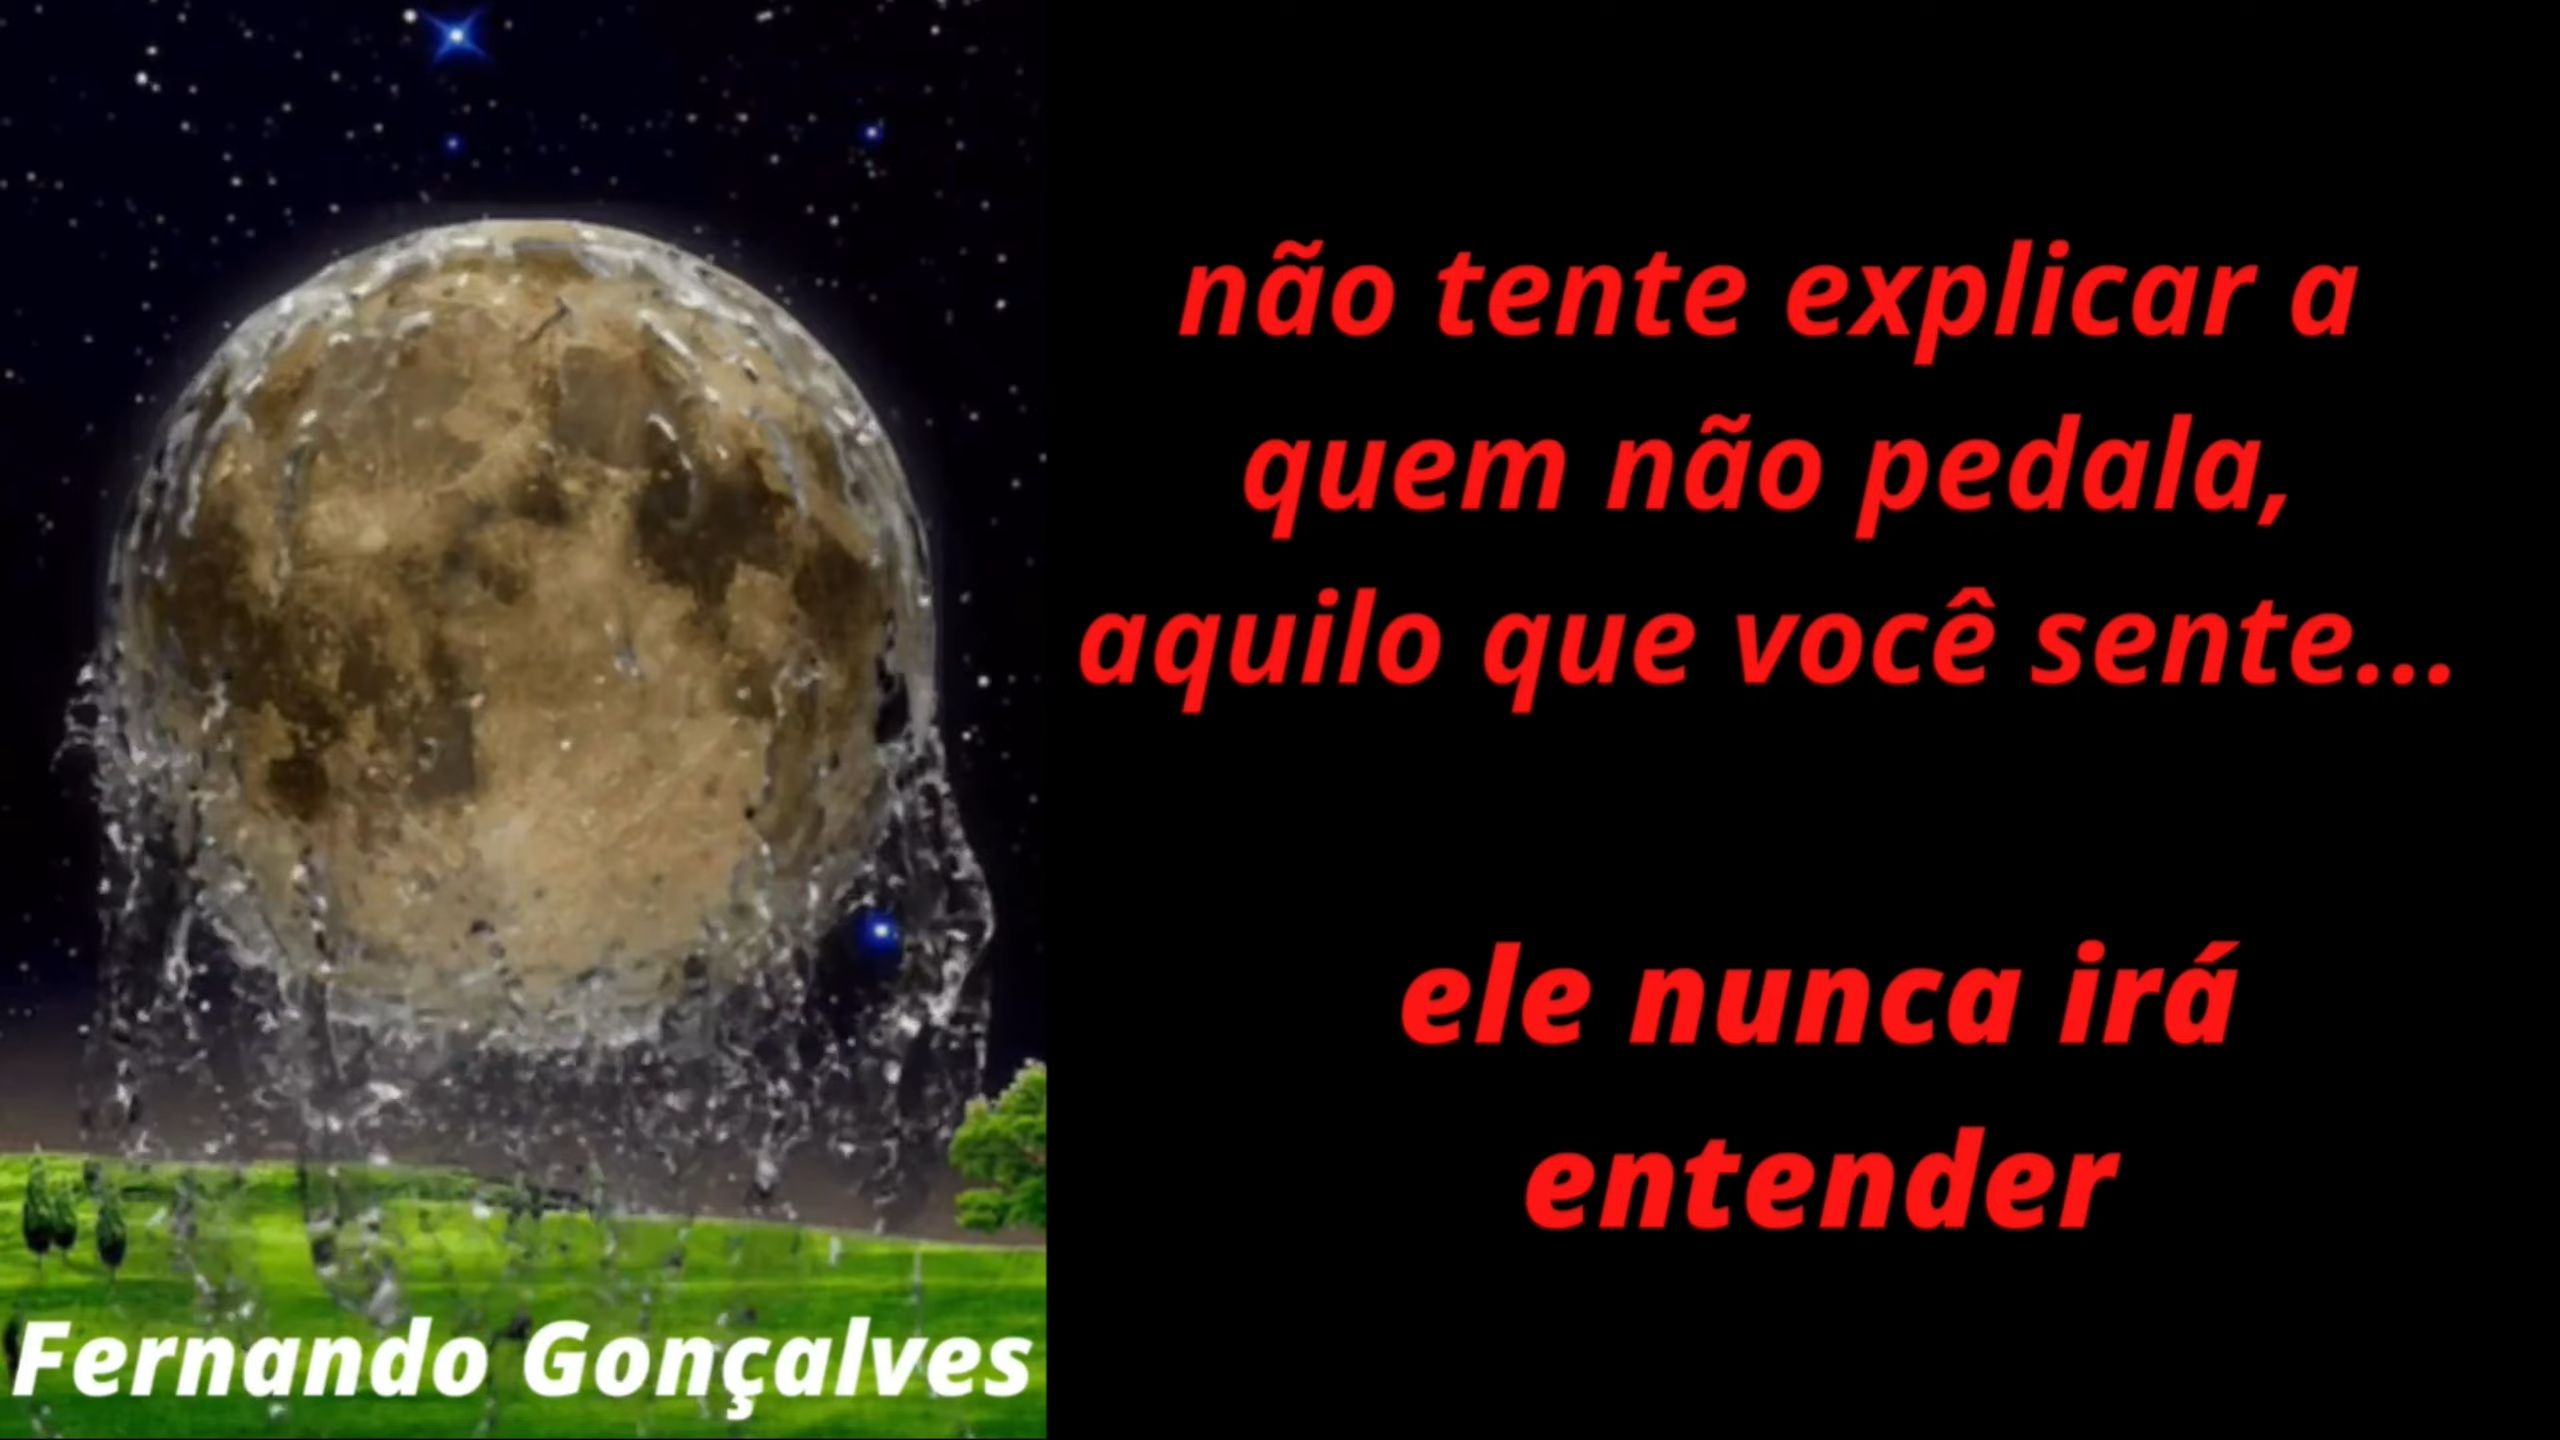 não tente explicar a
quem não pedala,
aquilo que você sente...
ele nunca irá
entender
Fernando Gonçalves